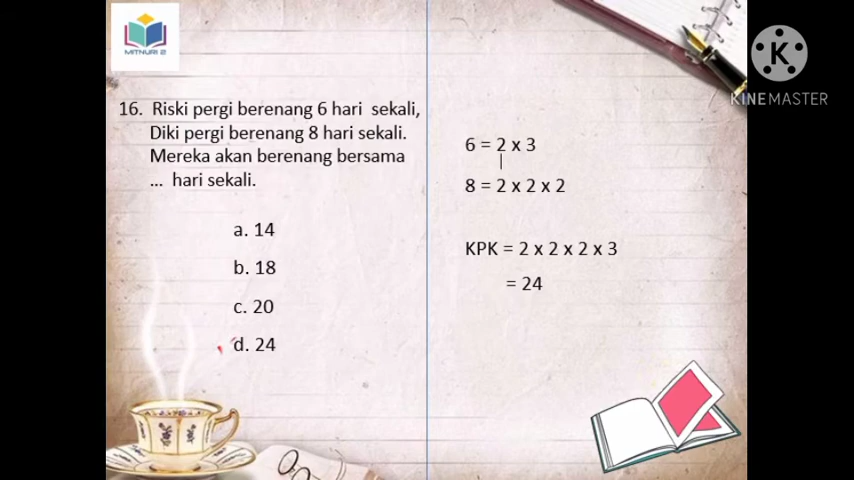 MITNURI 2
K
KINEMASTER
16. Riski pergi berenang 6 hari sekali,
Diki pergi berenang 8 hari sekali.
Mereka akan berenang bersama
... hari sekali.
a. 14
b. 18
c. 20
d. 24
6 = 2 x 3
8 = 2 x 2 x 2
KPK = 2 x 2 x 2 x 3
= 24